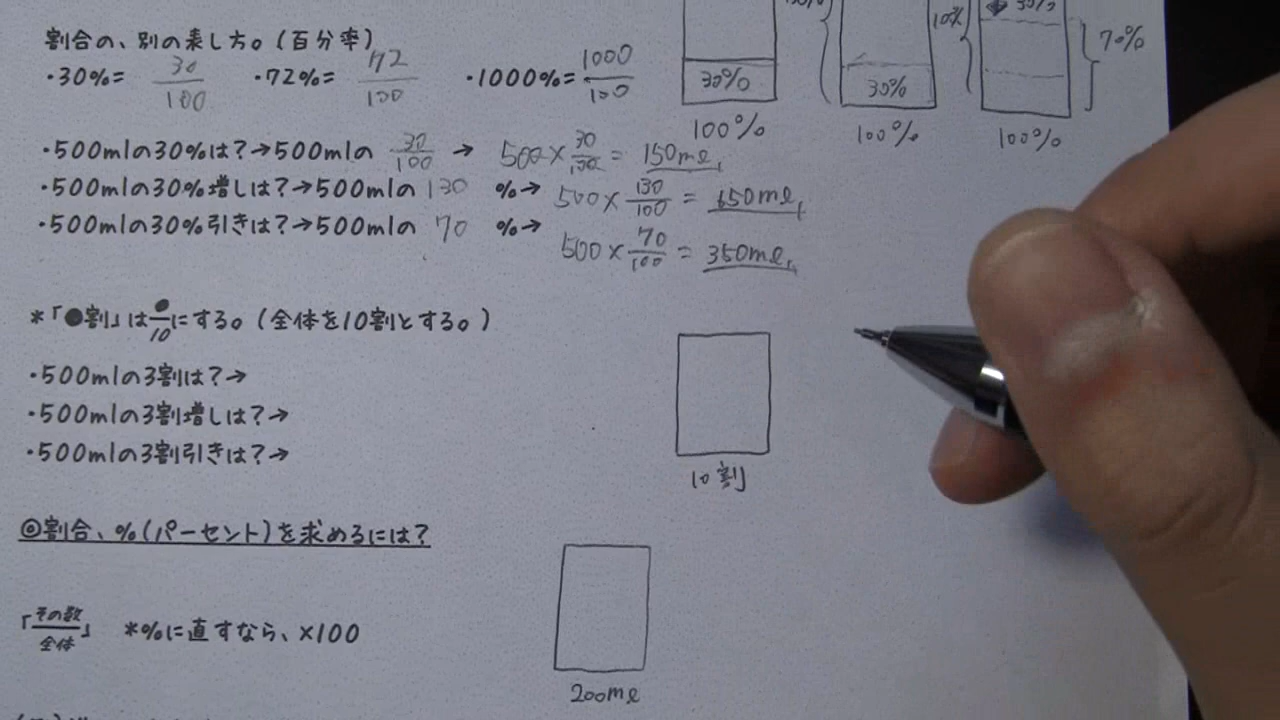 割合の、別の表し方。(百分率)
・30%= 30/100 ・72%= 72/100 ・1000%= 1000/100
30% 30% 30%
70%
100% 100% 100%
・500mlの30%は?→500mlの 30/100 → 500×30/100 = 150ml
・500mlの30%増しは?→500mlの 130 %→ 500×130/100 = 650ml
・500mlの30%引きは?→500mlの 70 %→ 500×70/100 = 350ml
*「●割」は●/10にする。(全体を10割とする。)
・500mlの3割は?→
・500mlの3割増しは?→
・500mlの3割引きは?→
10割
◎割合、%(パーセント)を求めるには?
「その数/全体」 *%に直すなら、×100
200ml